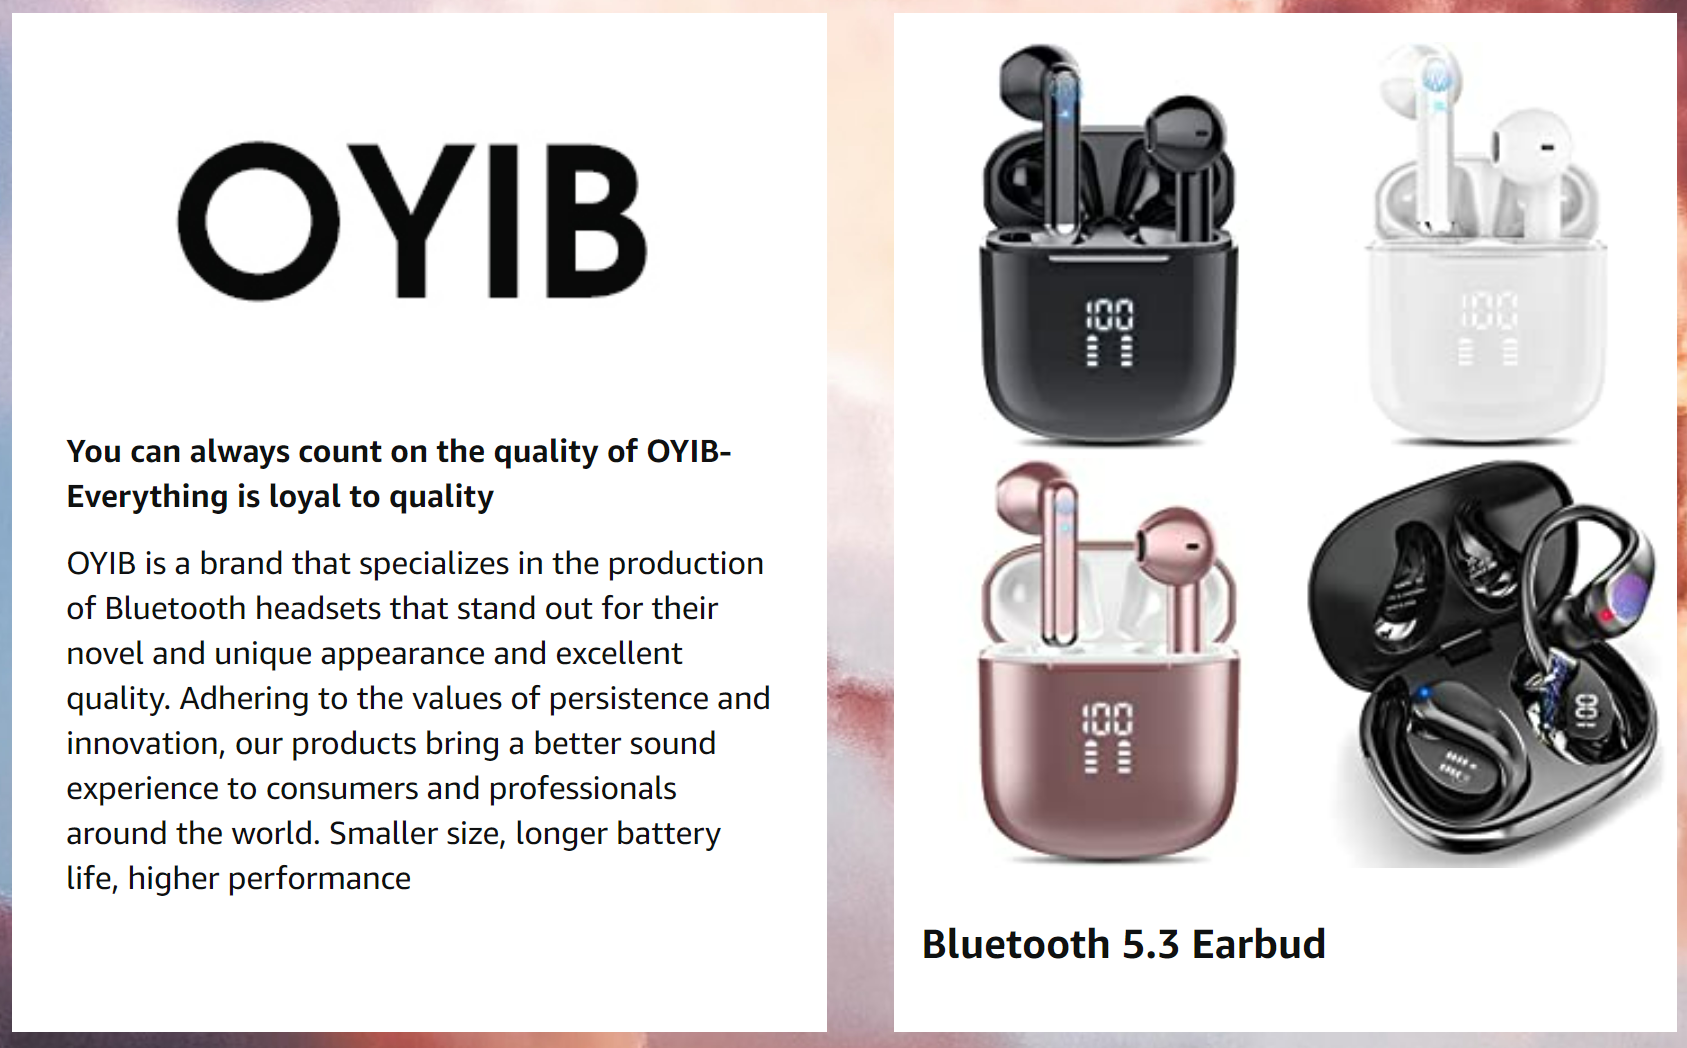 OYIB
You can always count on the quality of OYIB-
Everything is loyal to quality
OYIB is a brand that specializes in the production
of Bluetooth headsets that stand out for their
novel and unique appearance and excellent
quality. Adhering to the values of persistence and
innovation, our products bring a better sound
experience to consumers and professionals
around the world. Smaller size, longer battery
life, higher performance
100
100
100
100
Bluetooth 5.3 Earbud